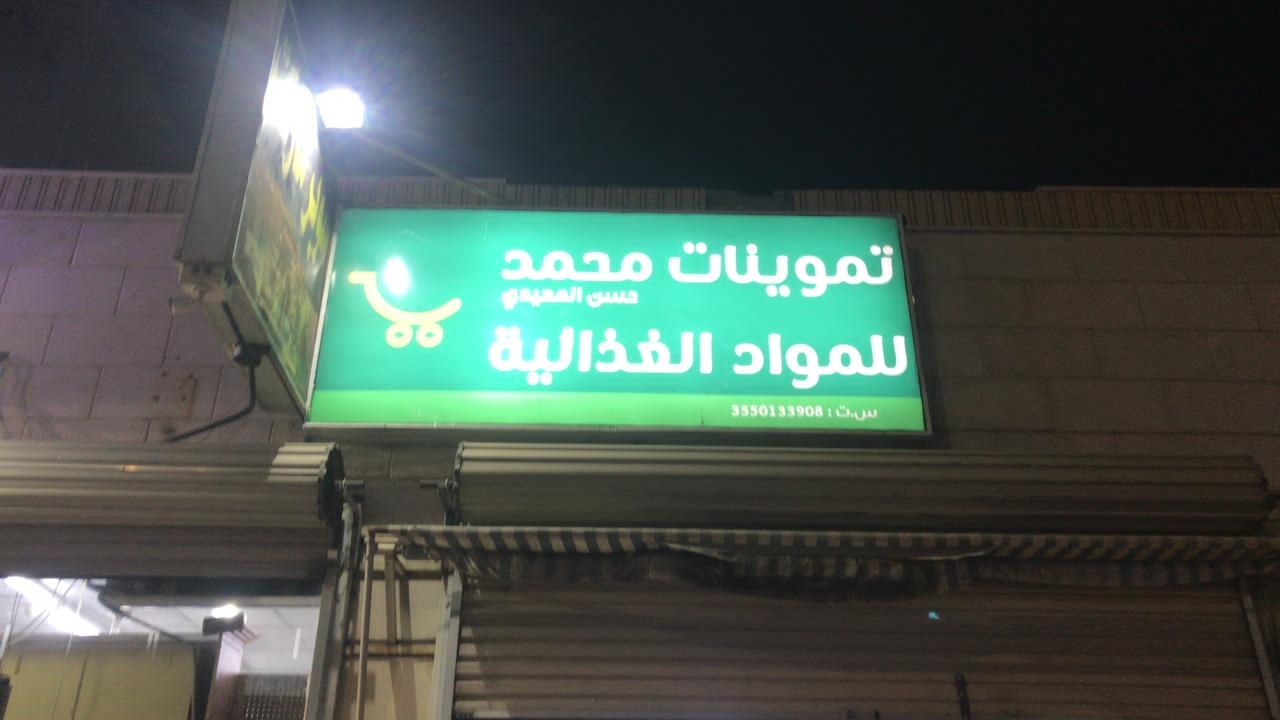 تموينات محمد
حسن المعيدي
للمواد الغذائية
س.ت : 3550133908